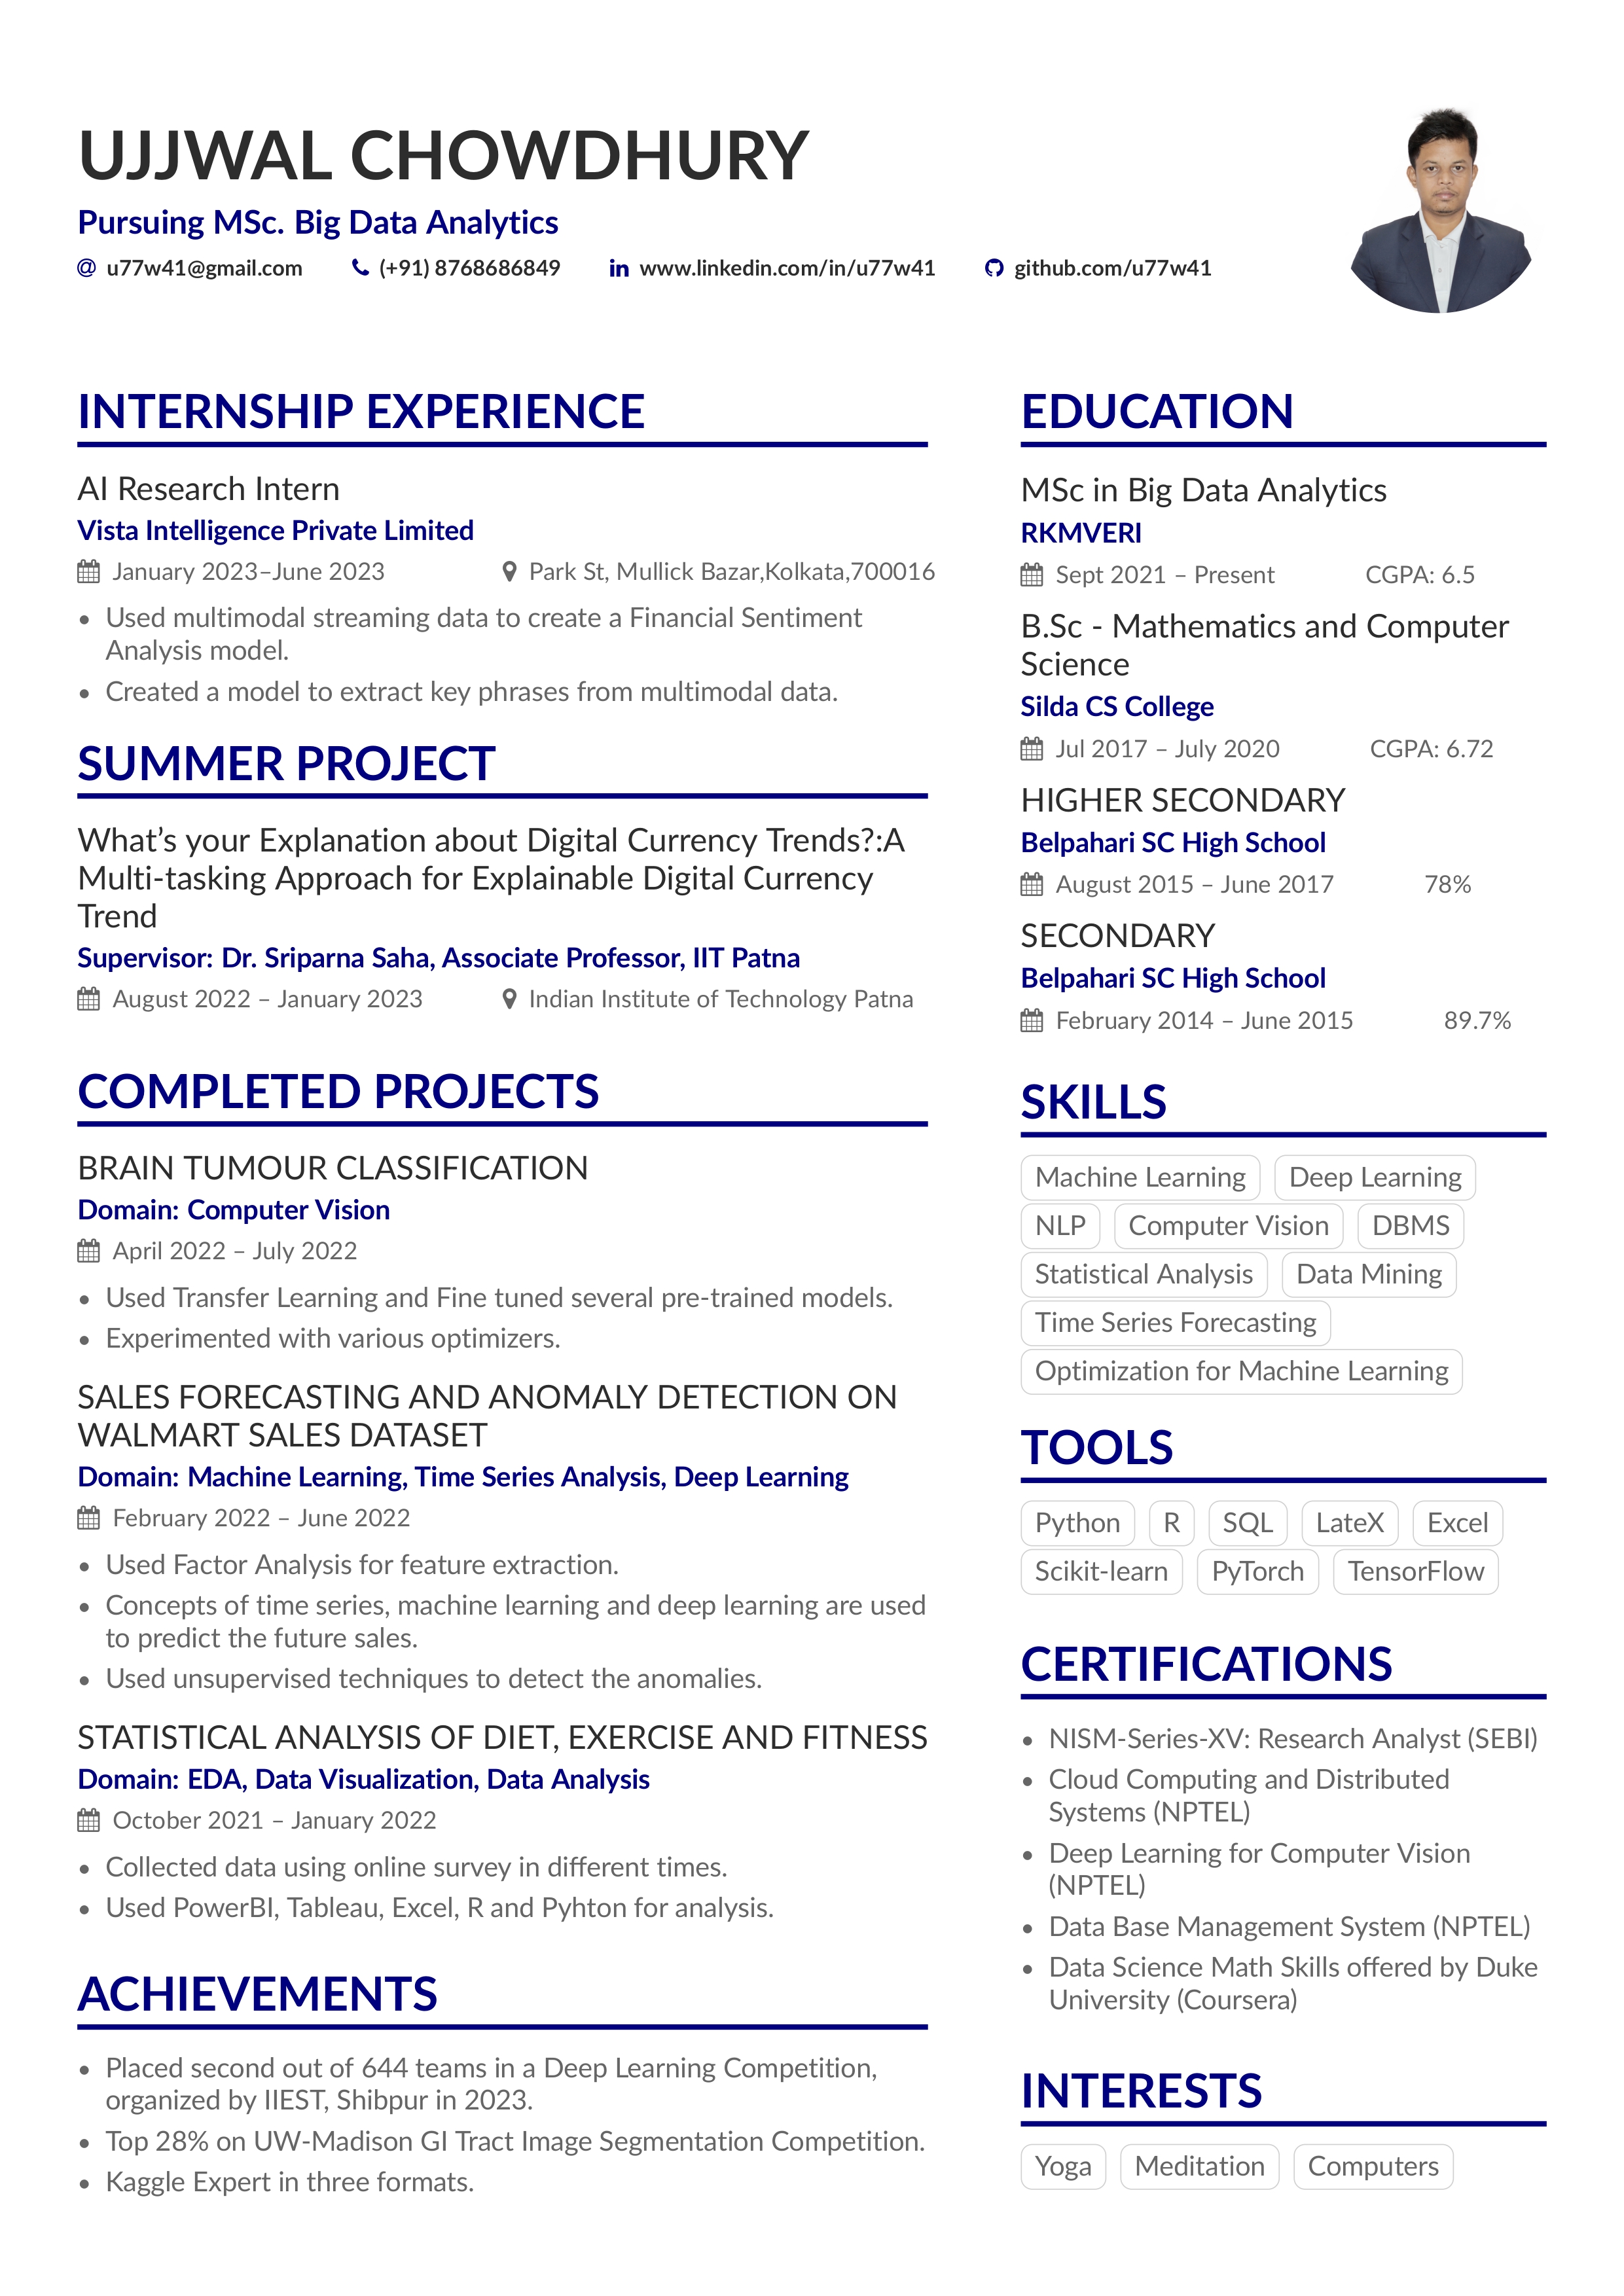 UJJWAL CHOWDHURY
Pursuing MSc. Big Data Analytics
u77w41@gmail.com (+91) 8768686849 www.linkedin.com/in/u77w41 github.com/u77w41
INTERNSHIP EXPERIENCE
AI Research Intern
Vista Intelligence Private Limited
January 2023–June 2023 Park St, Mullick Bazar,Kolkata,700016
• Used multimodal streaming data to create a Financial Sentiment
Analysis model.
• Created a model to extract key phrases from multimodal data.
SUMMER PROJECT
What’s your Explanation about Digital Currency Trends?:A
Multi-tasking Approach for Explainable Digital Currency
Trend
Supervisor: Dr. Sriparna Saha, Associate Professor, IIT Patna
August 2022 – January 2023 Indian Institute of Technology Patna
COMPLETED PROJECTS
BRAIN TUMOUR CLASSIFICATION
Domain: Computer Vision
April 2022 – July 2022
• Used Transfer Learning and Fine tuned several pre-trained models.
• Experimented with various optimizers.
SALES FORECASTING AND ANOMALY DETECTION ON
WALMART SALES DATASET
Domain: Machine Learning, Time Series Analysis, Deep Learning
February 2022 – June 2022
• Used Factor Analysis for feature extraction.
• Concepts of time series, machine learning and deep learning are used
to predict the future sales.
• Used unsupervised techniques to detect the anomalies.
STATISTICAL ANALYSIS OF DIET, EXERCISE AND FITNESS
Domain: EDA, Data Visualization, Data Analysis
October 2021 – January 2022
• Collected data using online survey in different times.
• Used PowerBI, Tableau, Excel, R and Pyhton for analysis.
ACHIEVEMENTS
• Placed second out of 644 teams in a Deep Learning Competition,
organized by IIEST, Shibpur in 2023.
• Top 28% on UW-Madison GI Tract Image Segmentation Competition.
• Kaggle Expert in three formats.
EDUCATION
MSc in Big Data Analytics
RKMVERI
Sept 2021 – Present CGPA: 6.5
B.Sc - Mathematics and Computer
Science
Silda CS College
Jul 2017 – July 2020 CGPA: 6.72
HIGHER SECONDARY
Belpahari SC High School
August 2015 – June 2017 78%
SECONDARY
Belpahari SC High School
February 2014 – June 2015 89.7%
SKILLS
Machine Learning Deep Learning
NLP Computer Vision DBMS
Statistical Analysis Data Mining
Time Series Forecasting
Optimization for Machine Learning
TOOLS
Python R SQL LateX Excel
Scikit-learn PyTorch TensorFlow
CERTIFICATIONS
• NISM-Series-XV: Research Analyst (SEBI)
• Cloud Computing and Distributed
Systems (NPTEL)
• Deep Learning for Computer Vision
(NPTEL)
• Data Base Management System (NPTEL)
• Data Science Math Skills offered by Duke
University (Coursera)
INTERESTS
Yoga Meditation Computers